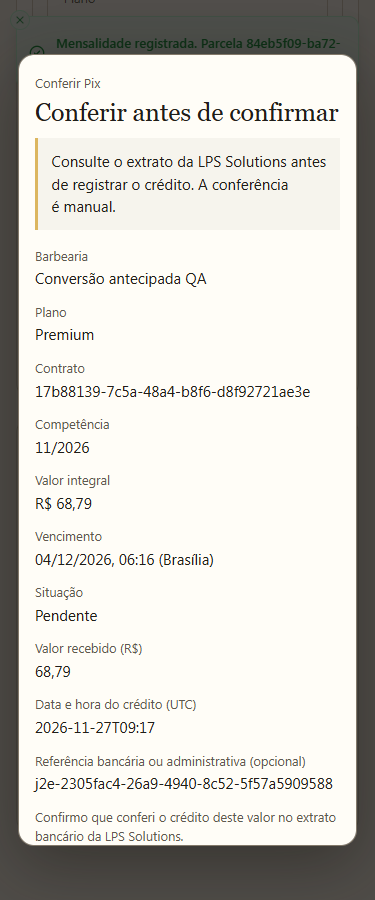 Plano
Mensalidade registrada. Parcela 84eb5f09-ba72-
Conferir Pix
Conferir antes de confirmar
Consulte o extrato da LPS Solutions antes
de registrar o crédito. A conferência
é manual.
Barbearia
Conversão antecipada QA
Plano
Premium
Contrato
17b88139-7c5a-48a4-b8f6-d8f92721ae3e
Competência
11/2026
Valor integral
R$ 68,79
Vencimento
04/12/2026, 06:16 (Brasília)
Situação
Pendente
Valor recebido (R$)
68,79
Data e hora do crédito (UTC)
2026-11-27T09:17
Referência bancária ou administrativa (opcional)
j2e-2305fac4-26a9-4940-8c52-5f57a5909588
Confirmo que conferi o crédito deste valor no extrato
bancário da LPS Solutions.